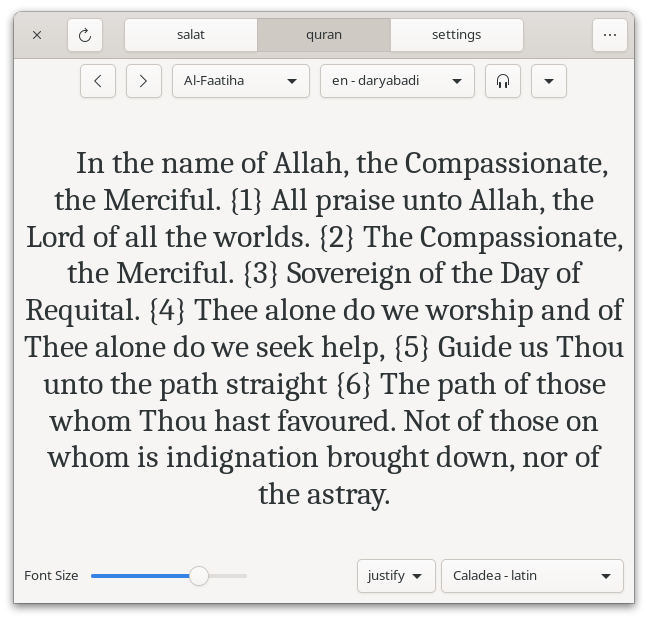 salat quran settings
Al-Faatiha en - daryabadi
In the name of Allah, the Compassionate,
the Merciful. {1} All praise unto Allah, the
Lord of all the worlds. {2} The Compassionate,
the Merciful. {3} Sovereign of the Day of
Requital. {4} Thee alone do we worship and of
Thee alone do we seek help, {5} Guide us Thou
unto the path straight {6} The path of those
whom Thou hast favoured. Not of those on
whom is indignation brought down, nor of
the astray.
Font Size justify Caladea - latin